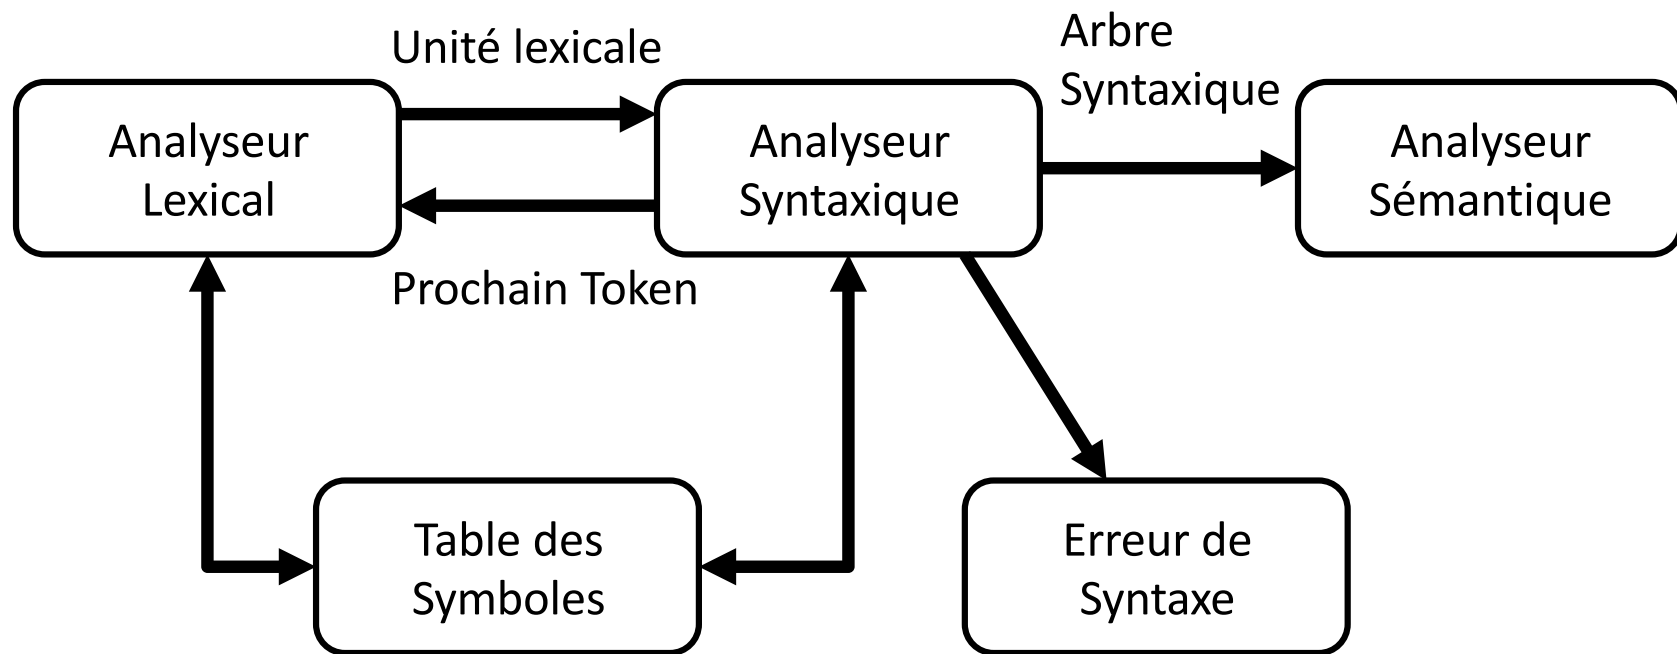 Unité lexicale
Arbre
Syntaxique
Analyseur
Lexical
Analyseur
Syntaxique
Analyseur
Sémantique
Prochain Token
Table des
Symboles
Erreur de
Syntaxe